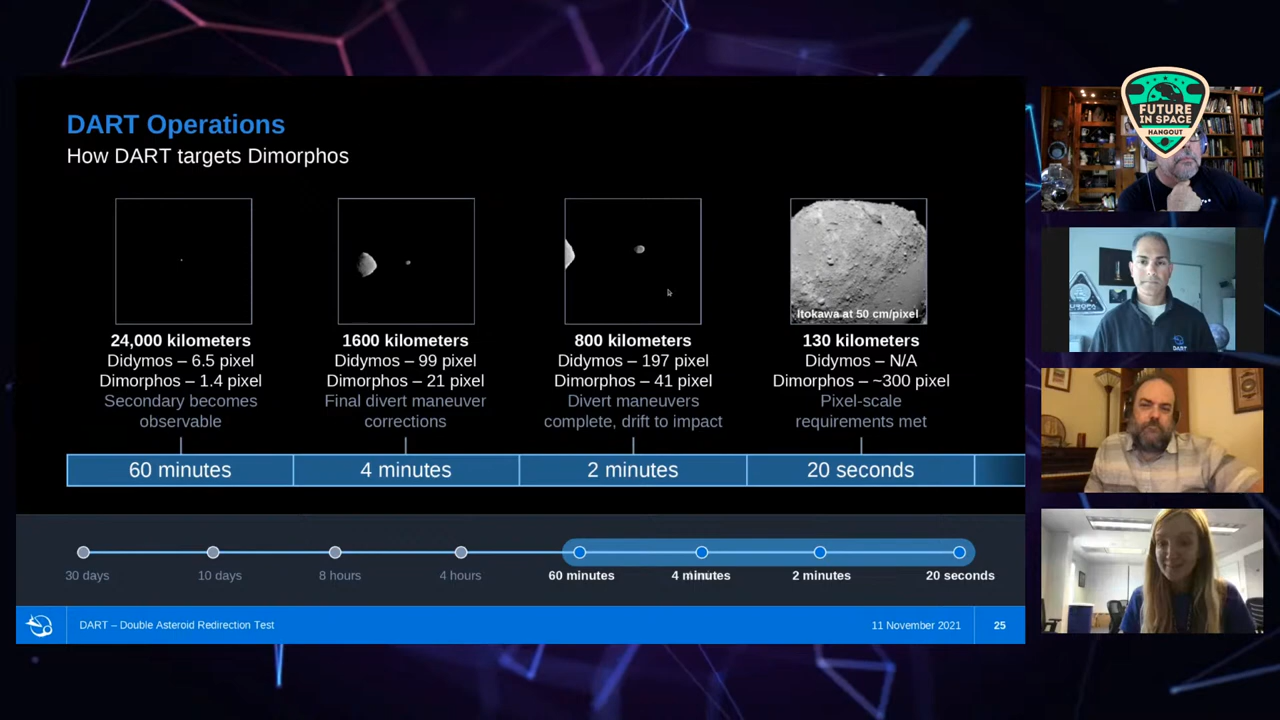 DART Operations
How DART targets Dimorphos
Itokawa at 50 cm/pixel
24,000 kilometers
Didymos – 6.5 pixel
Dimorphos – 1.4 pixel
Secondary becomes
observable
1600 kilometers
Didymos – 99 pixel
Dimorphos – 21 pixel
Final divert maneuver
corrections
800 kilometers
Didymos – 197 pixel
Dimorphos – 41 pixel
Divert maneuvers
complete, drift to impact
130 kilometers
Didymos – N/A
Dimorphos – ~300 pixel
Pixel-scale
requirements met
60 minutes
4 minutes
2 minutes
20 seconds
30 days
10 days
8 hours
4 hours
60 minutes
4 minutes
2 minutes
20 seconds
DART – Double Asteroid Redirection Test
11 November 2021
25
FUTURE
IN SPACE
HANGOUT
DART